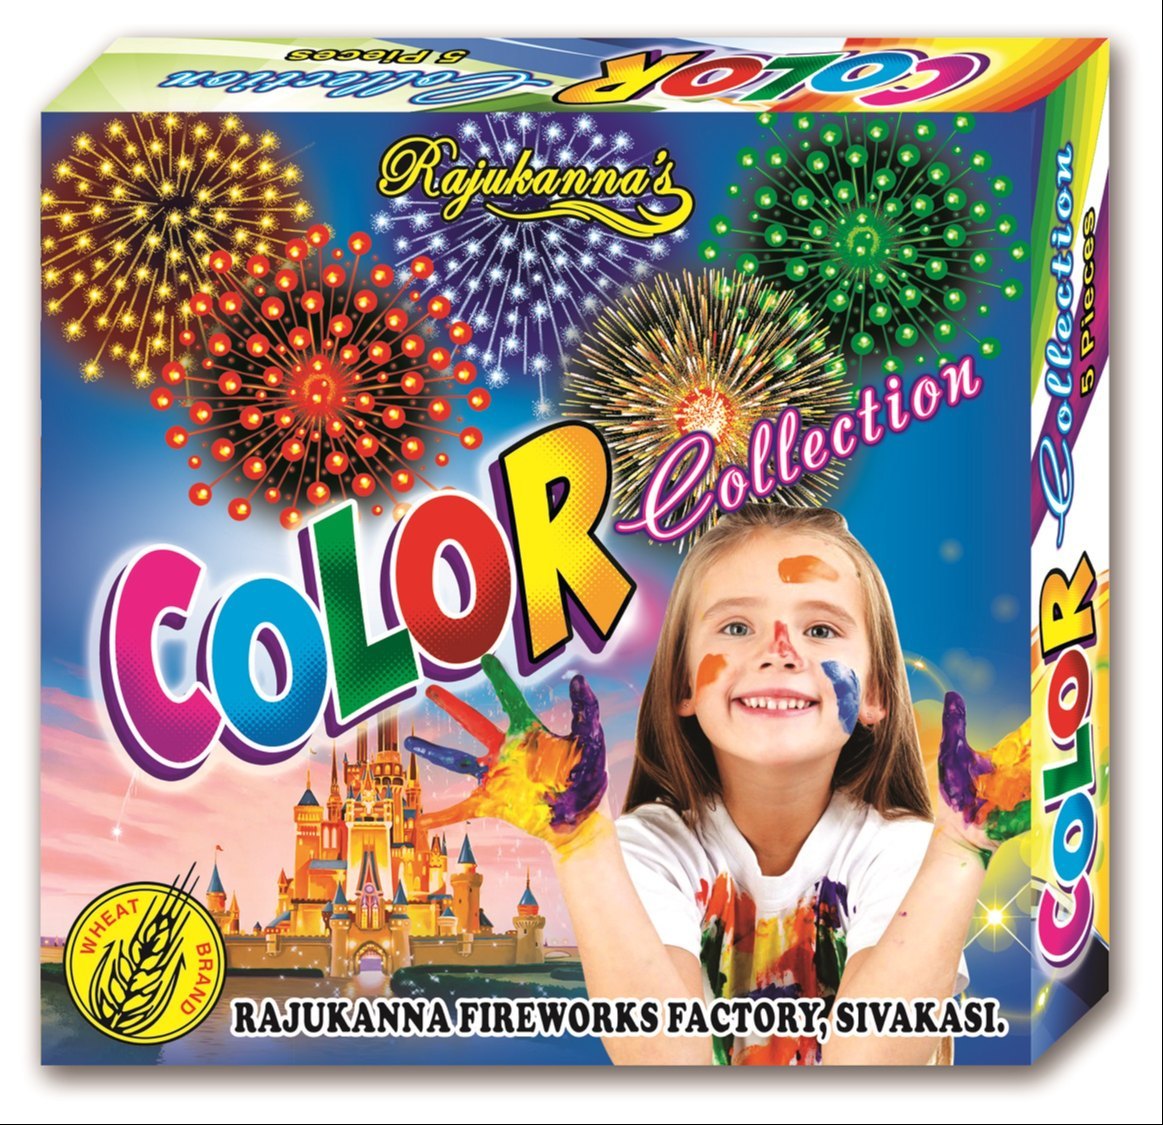 COLOR Collection
5 Pieces
Rajukanna's
COLOR
Collection
WHEAT BRAND
RAJUKANNA FIREWORKS FACTORY, SIVAKASI.
COLOR Collection
5 Pieces